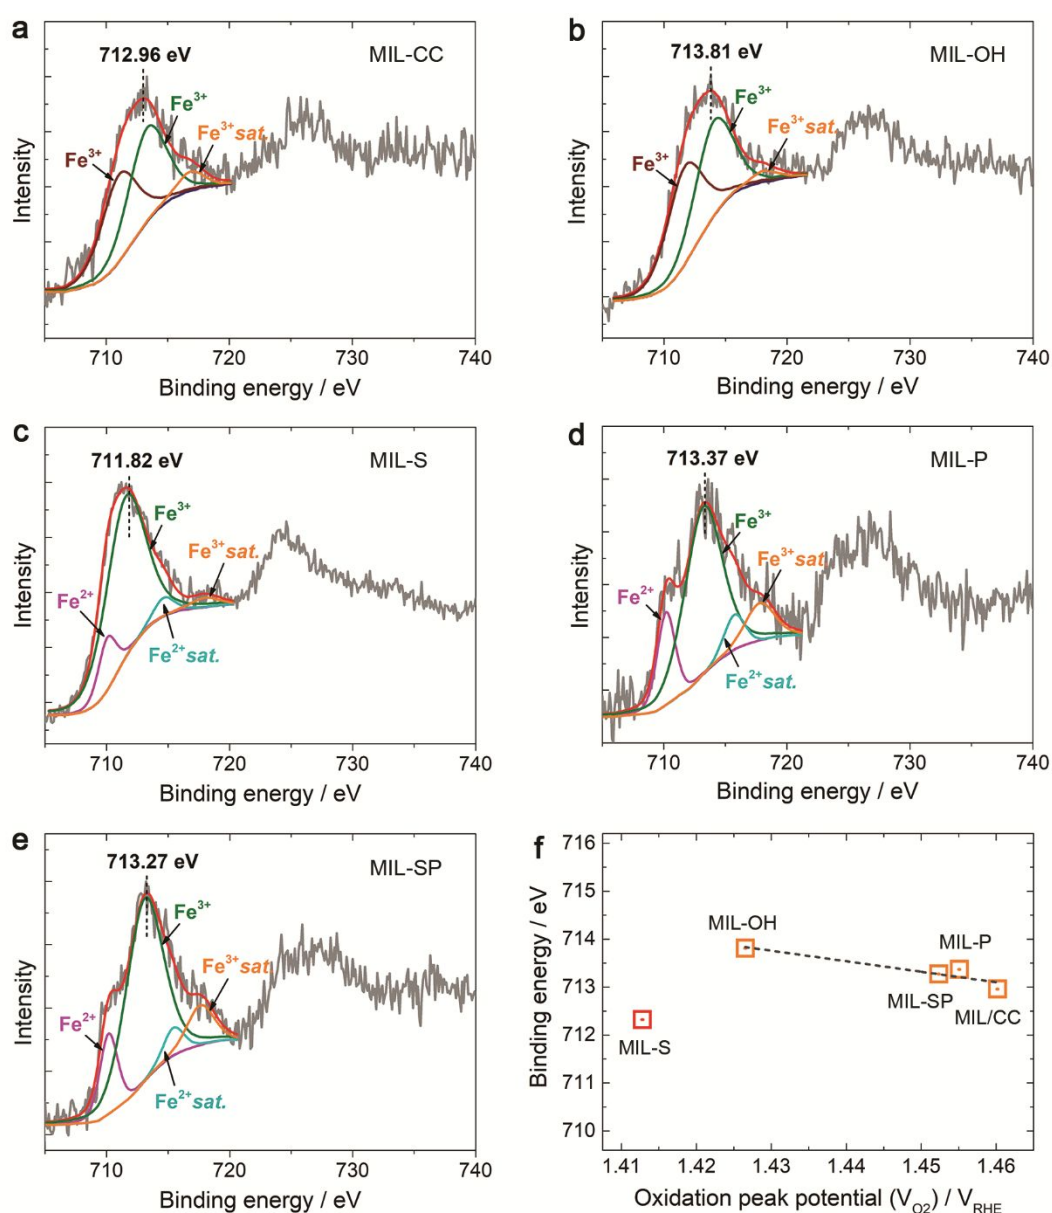 a
712.96 eV
MIL-CC
Fe³⁺
Fe³⁺ sat.
Fe³⁺
Intensity
710
720
730
740
Binding energy / eV
b
713.81 eV
MIL-OH
Fe³⁺
Fe³⁺ sat.
Fe³⁺
Intensity
710
720
730
740
Binding energy / eV
c
711.82 eV
MIL-S
Fe³⁺
Fe³⁺ sat.
Fe²⁺
Fe²⁺ sat.
Intensity
710
720
730
740
Binding energy / eV
d
713.37 eV
MIL-P
Fe³⁺
Fe³⁺ sat
Fe²⁺
Fe²⁺ sat.
Intensity
710
720
730
740
Binding energy / eV
e
713.27 eV
MIL-SP
Fe³⁺
Fe³⁺ sat
Fe²⁺
Fe²⁺ sat.
Intensity
710
720
730
740
Binding energy / eV
f
716
715
714
713
712
711
710
Binding energy / eV
MIL-OH
MIL-P
MIL-SP
MIL/CC
MIL-S
1.41
1.42
1.43
1.44
1.45
1.46
Oxidation peak potential (V_O2) / V_RHE